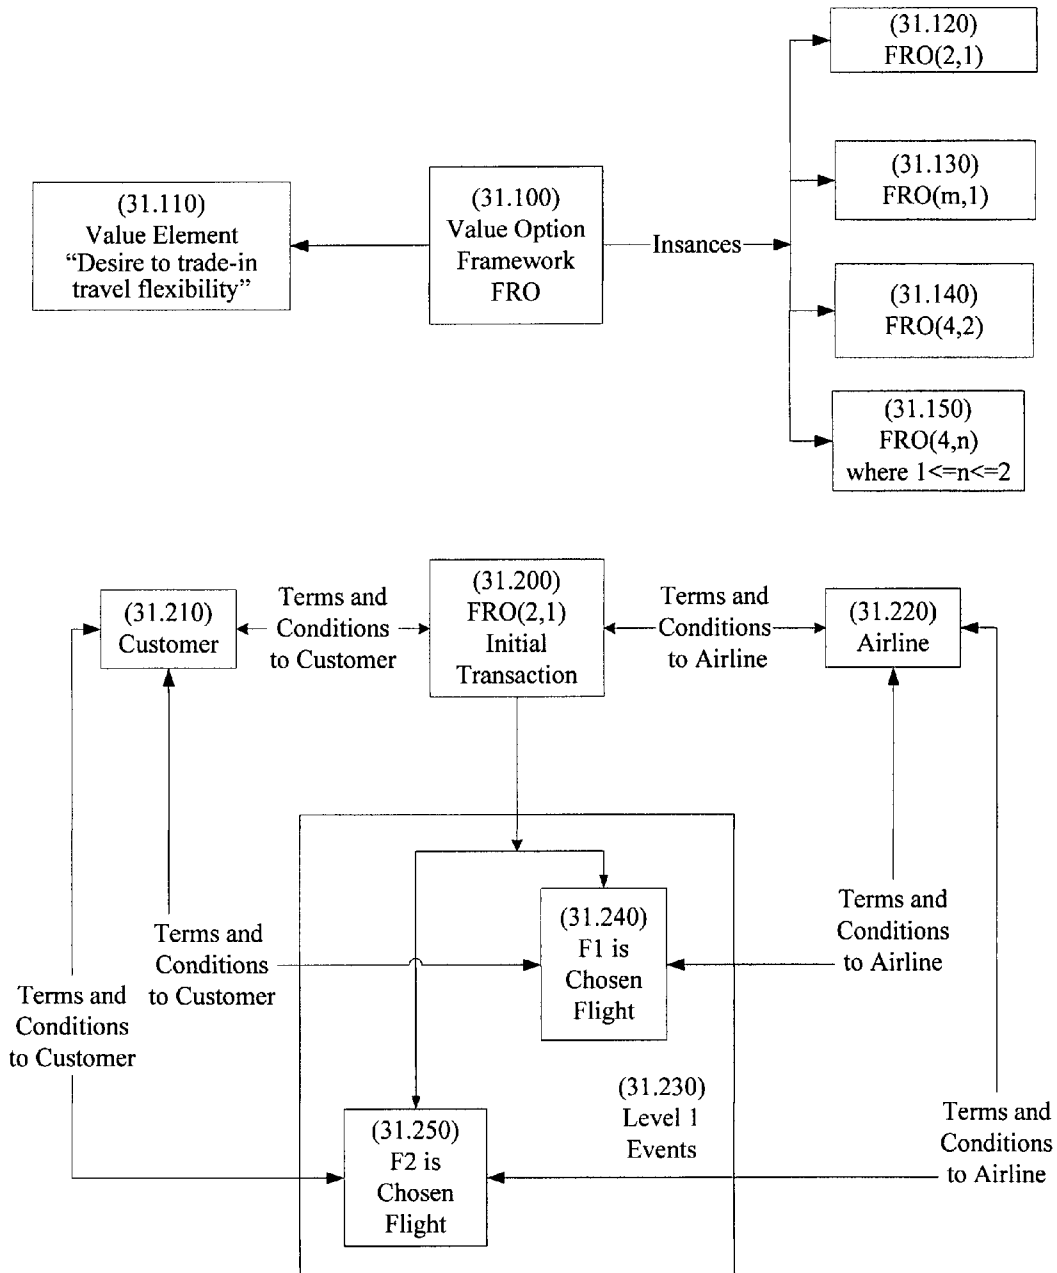 (31.120)
FRO(2,1)
(31.130)
FRO(m,1)
(31.110)
Value Element
“Desire to trade-in
travel flexibility”
(31.100)
Value Option
Framework
FRO
Insances
(31.140)
FRO(4,2)
(31.150)
FRO(4,n)
where 1<=n<=2
(31.210)
Customer
Terms and
Conditions
to Customer
(31.200)
FRO(2,1)
Initial
Transaction
Terms and
Conditions
to Airline
(31.220)
Airline
Terms and
Conditions
to Customer
(31.240)
F1 is
Chosen
Flight
Terms and
Conditions
to Airline
Terms and
Conditions
to Customer
(31.250)
F2 is
Chosen
Flight
(31.230)
Level 1
Events
Terms and
Conditions
to Airline